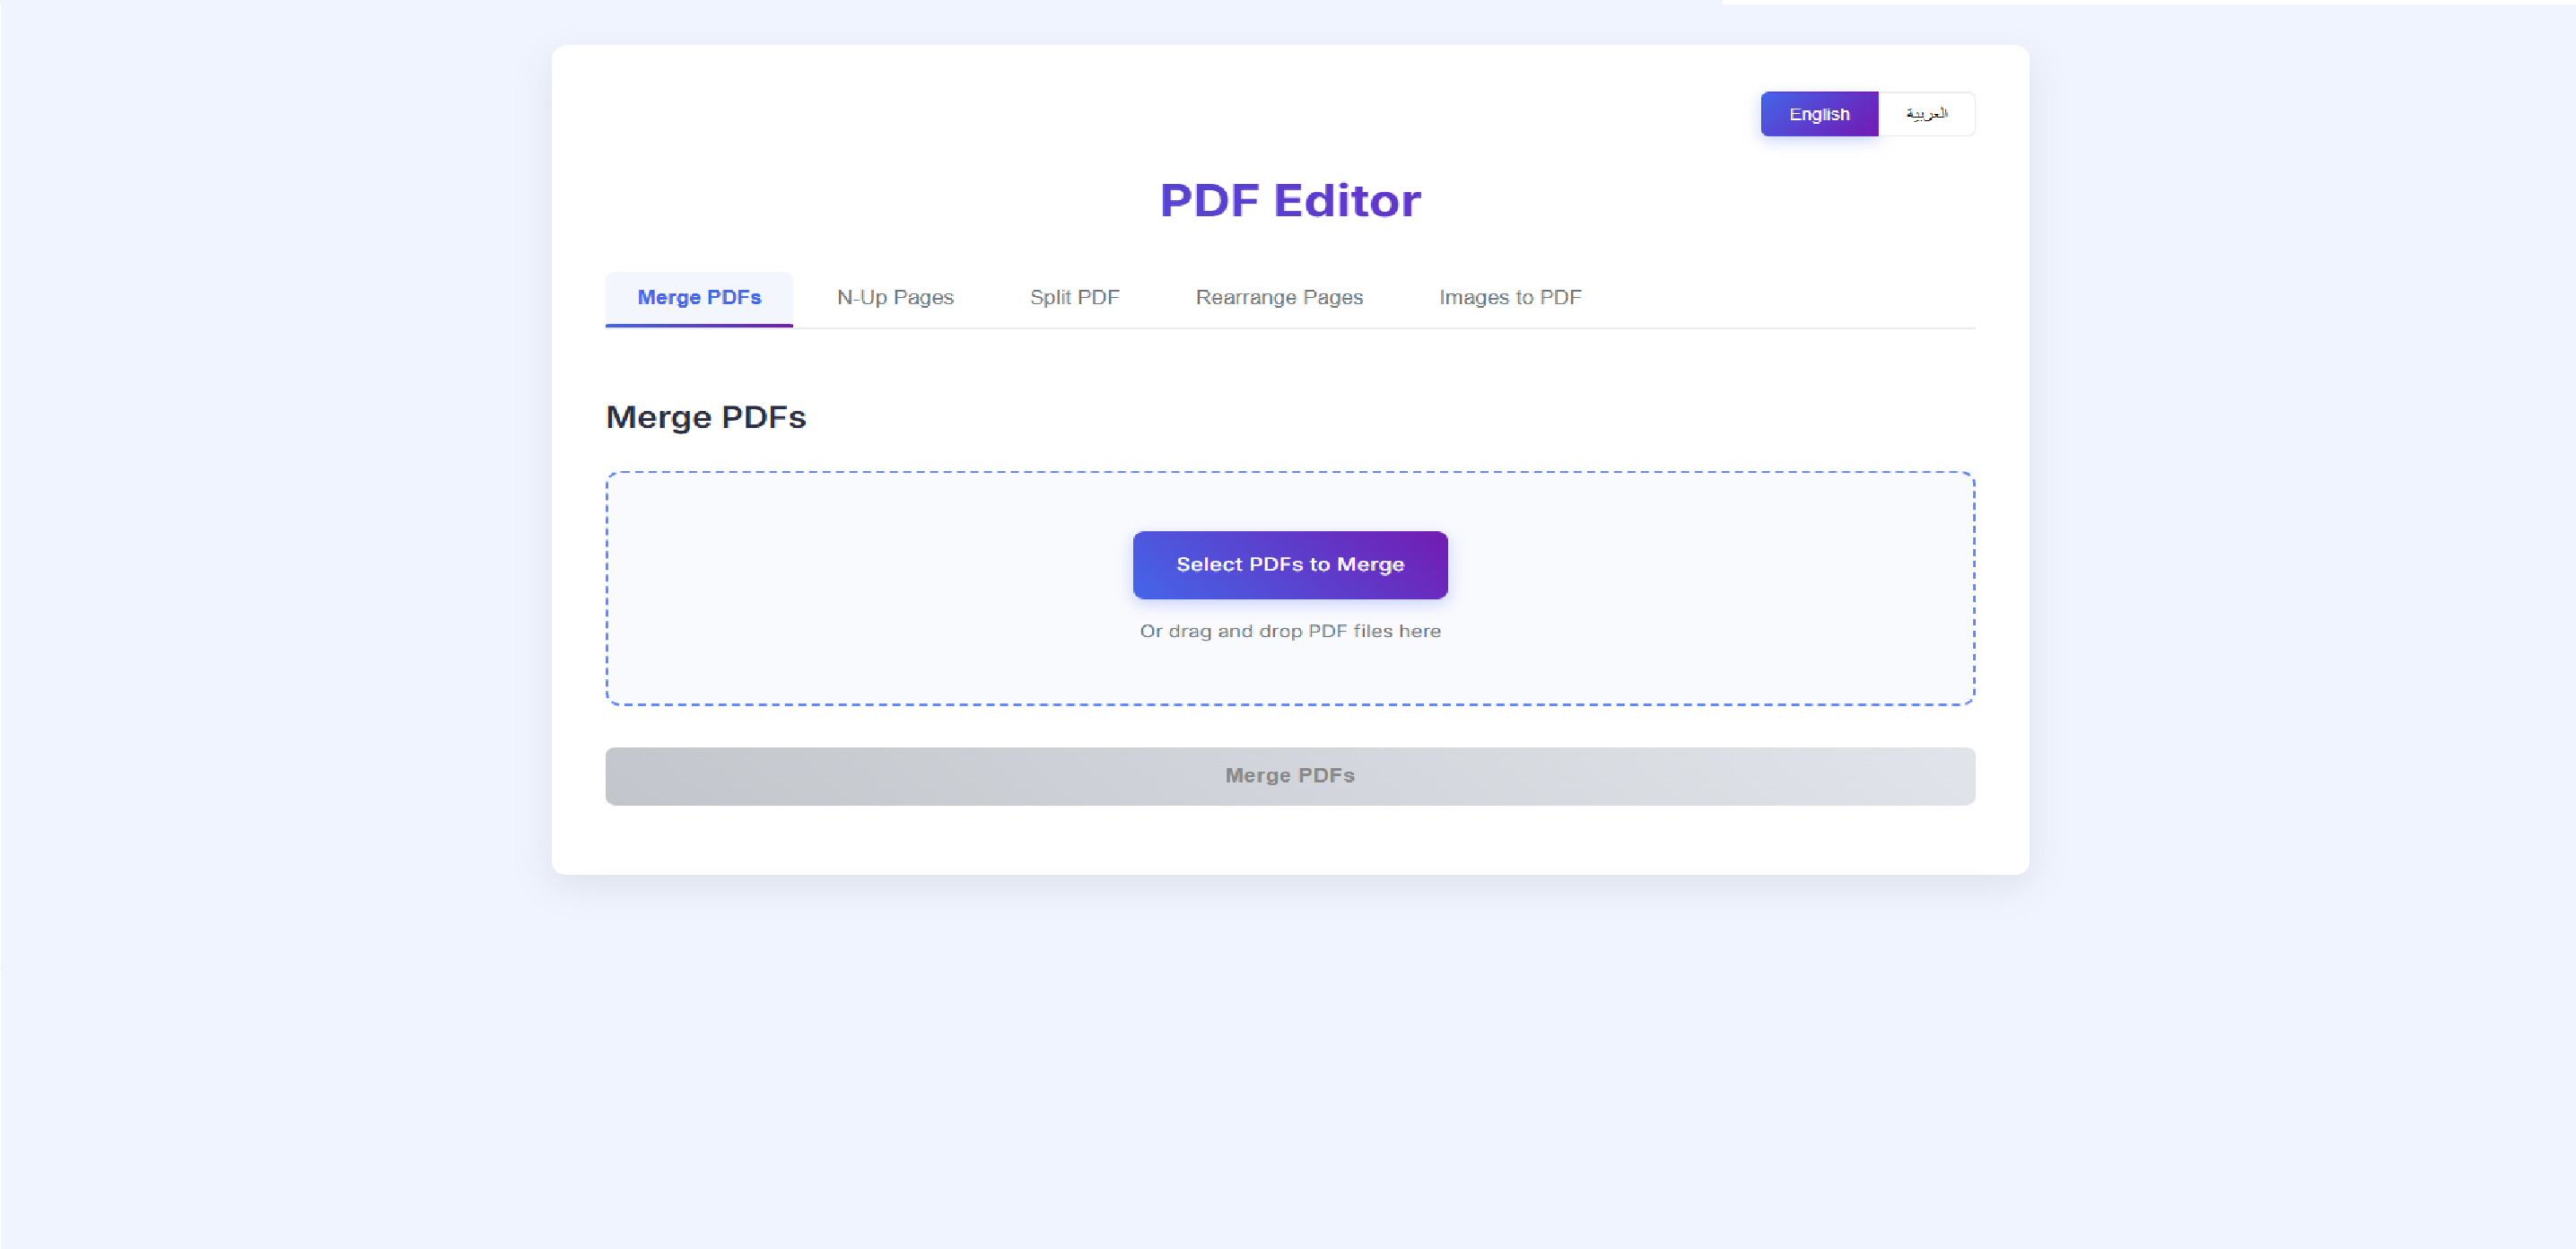 English العربية
PDF Editor
Merge PDFs N-Up Pages Split PDF Rearrange Pages Images to PDF
Merge PDFs
Select PDFs to Merge
Or drag and drop PDF files here
Merge PDFs